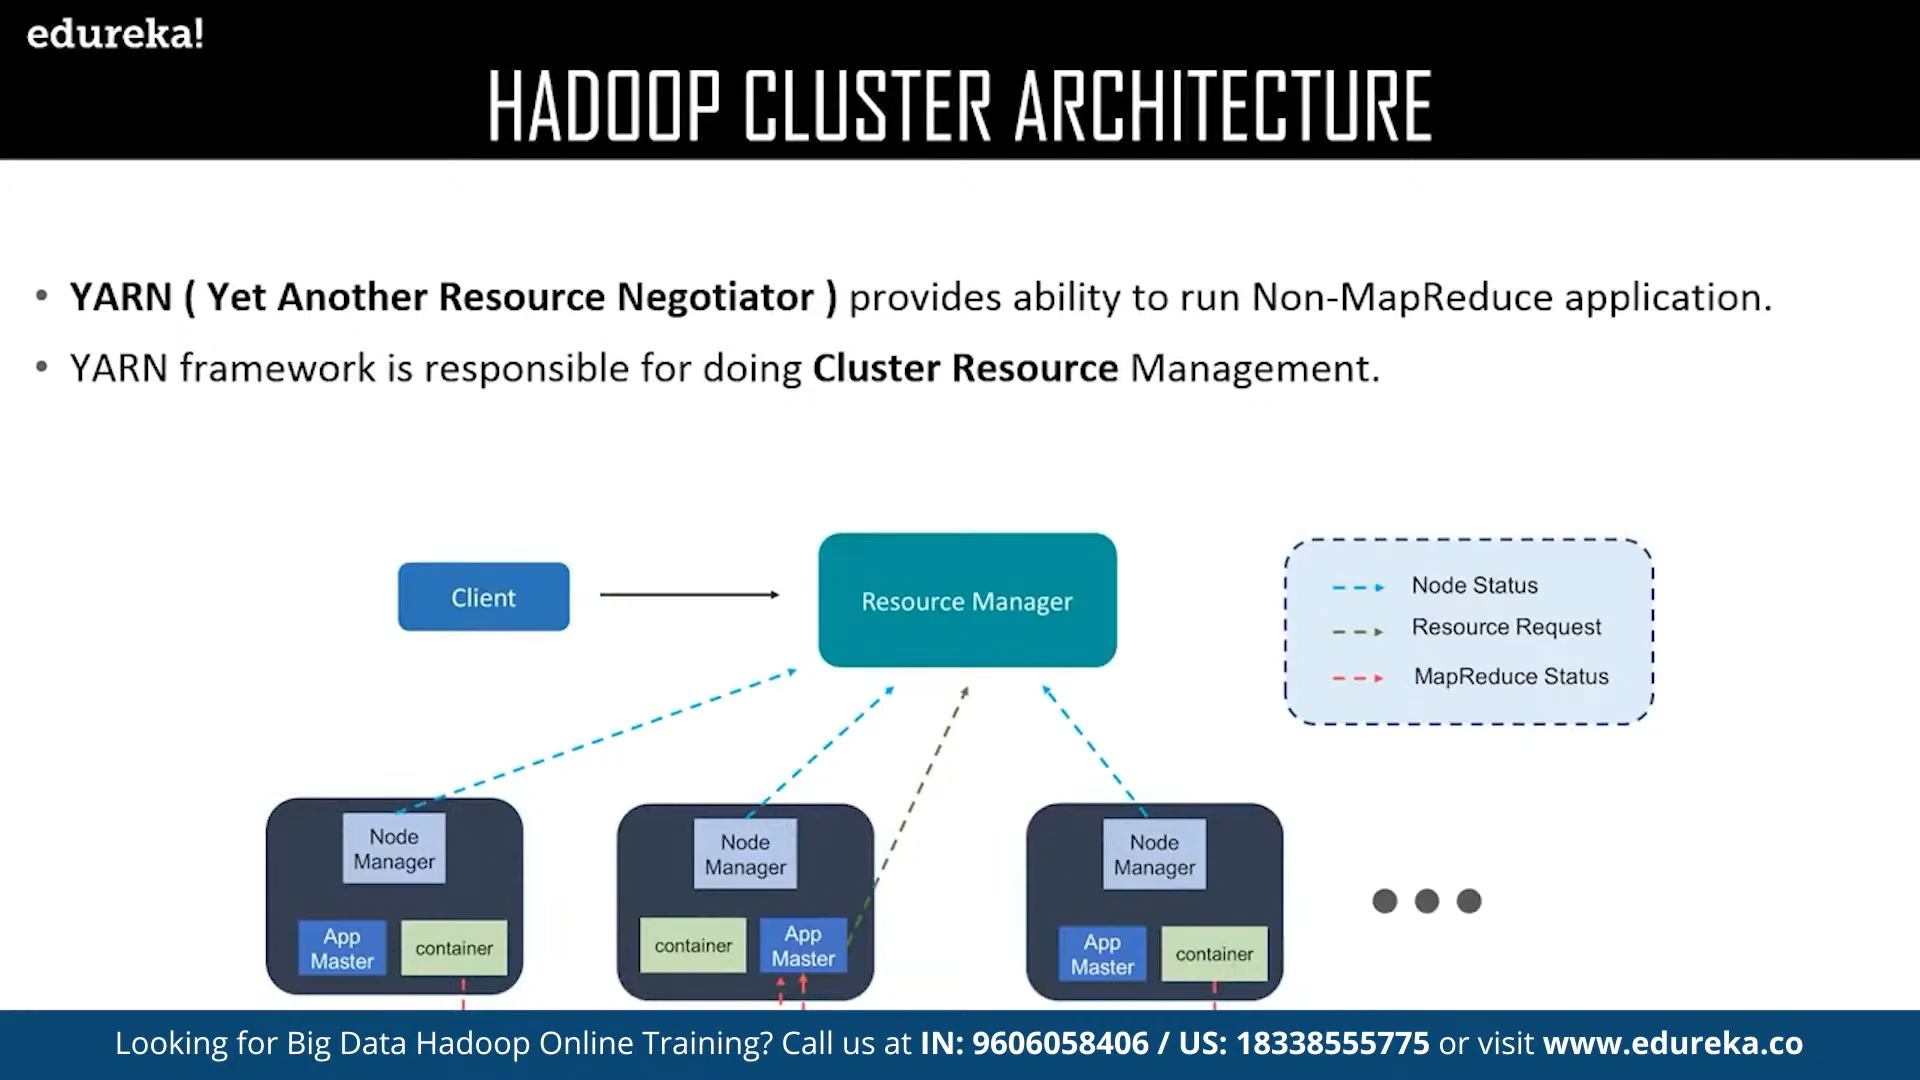 edureka!
HADOOP CLUSTER ARCHITECTURE
• YARN ( Yet Another Resource Negotiator ) provides ability to run Non-MapReduce application.
• YARN framework is responsible for doing Cluster Resource Management.
Client
Resource Manager
Node Status
Resource Request
MapReduce Status
Node
Manager
App
Master
container
Node
Manager
container
App
Master
Node
Manager
App
Master
container
Looking for Big Data Hadoop Online Training? Call us at IN: 9606058406 / US: 18338555775 or visit www.edureka.co